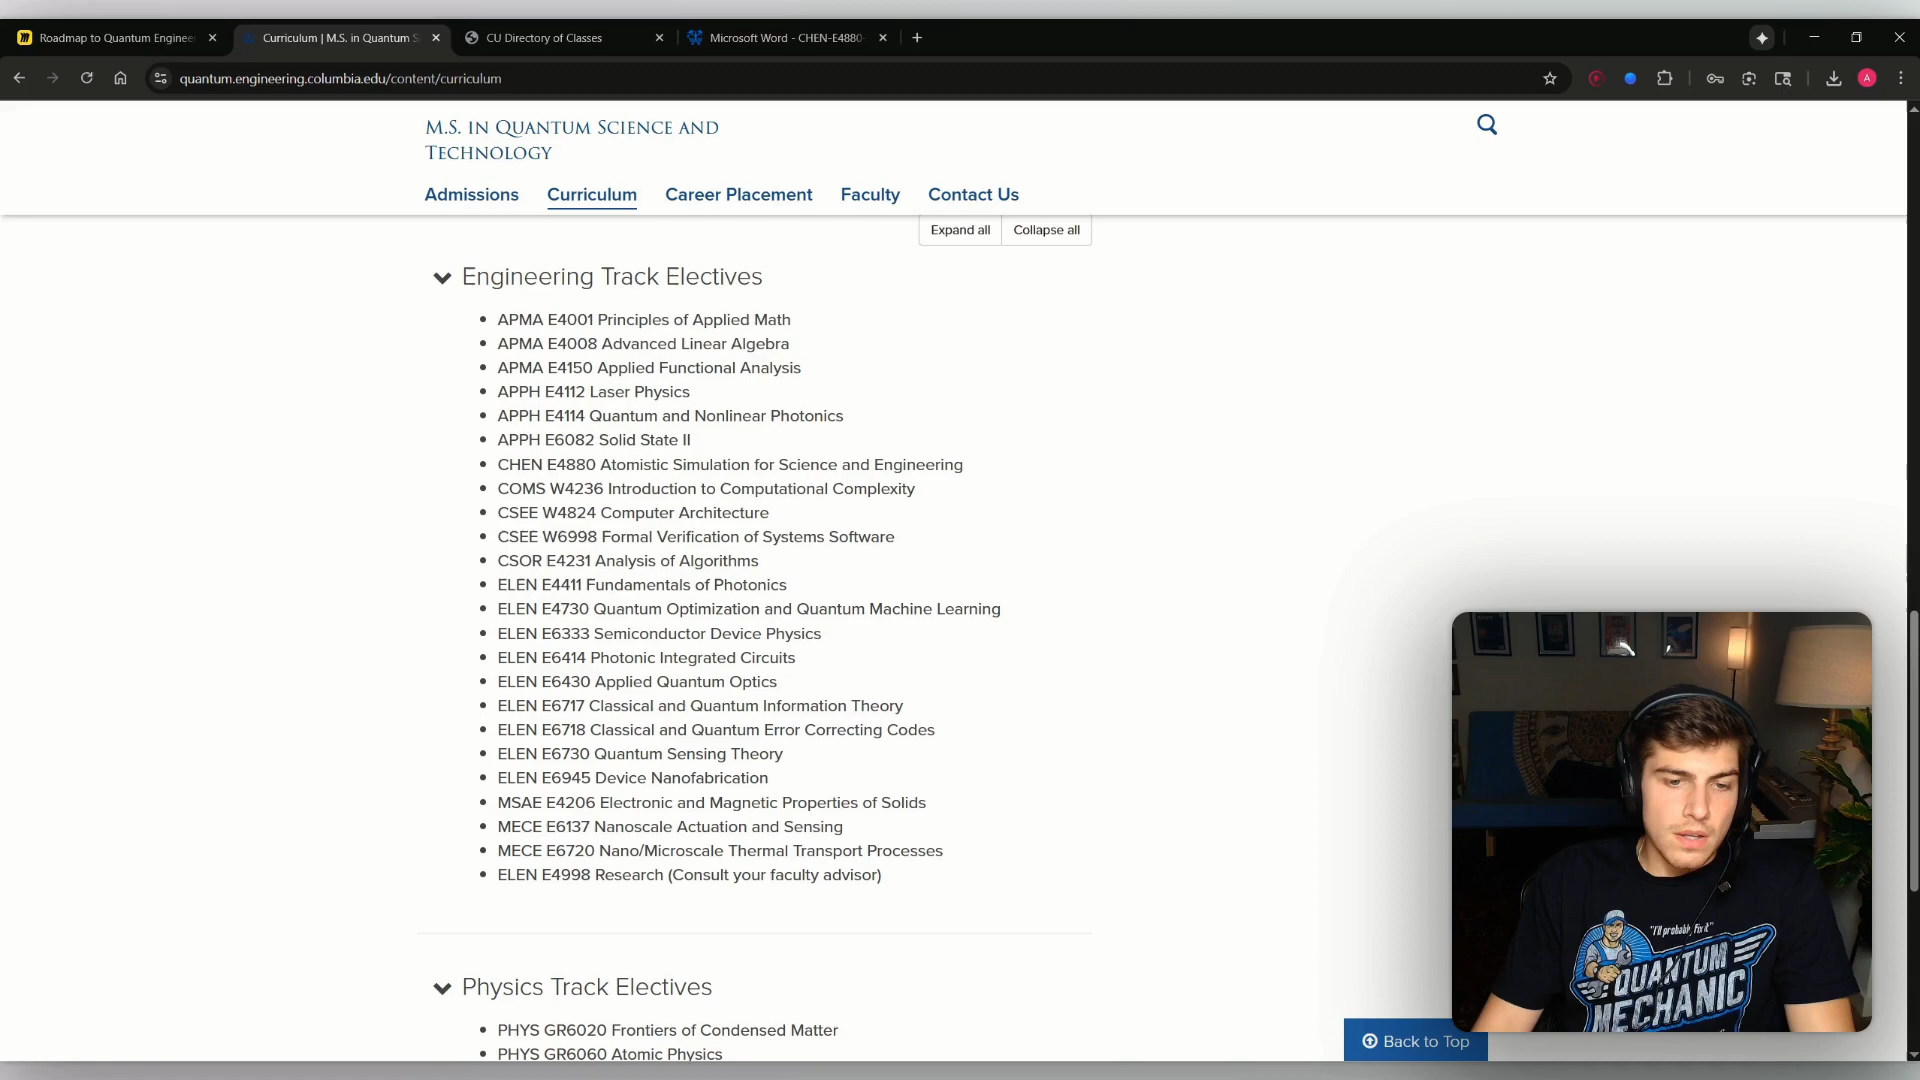 Roadmap to Quantum Enginee
Curriculum | M.S. in Quantum S
CU Directory of Classes
Microsoft Word - CHEN-E4880-
quantum.engineering.columbia.edu/content/curriculum
A
M.S. IN QUANTUM SCIENCE AND
TECHNOLOGY
Admissions
Curriculum
Career Placement
Faculty
Contact Us
Expand all
Collapse all
Engineering Track Electives
APMA E4001 Principles of Applied Math
APMA E4008 Advanced Linear Algebra
APMA E4150 Applied Functional Analysis
APPH E4112 Laser Physics
APPH E4114 Quantum and Nonlinear Photonics
APPH E6082 Solid State II
CHEN E4880 Atomistic Simulation for Science and Engineering
COMS W4236 Introduction to Computational Complexity
CSEE W4824 Computer Architecture
CSEE W6998 Formal Verification of Systems Software
CSOR E4231 Analysis of Algorithms
ELEN E4411 Fundamentals of Photonics
ELEN E4730 Quantum Optimization and Quantum Machine Learning
ELEN E6333 Semiconductor Device Physics
ELEN E6414 Photonic Integrated Circuits
ELEN E6430 Applied Quantum Optics
ELEN E6717 Classical and Quantum Information Theory
ELEN E6718 Classical and Quantum Error Correcting Codes
ELEN E6730 Quantum Sensing Theory
ELEN E6945 Device Nanofabrication
MSAE E4206 Electronic and Magnetic Properties of Solids
MECE E6137 Nanoscale Actuation and Sensing
MECE E6720 Nano/Microscale Thermal Transport Processes
ELEN E4998 Research (Consult your faculty advisor)
Physics Track Electives
PHYS GR6020 Frontiers of Condensed Matter
PHYS GR6060 Atomic Physics
Back to Top
"I'll probably Fix it"
QUANTUM
MECHANIC